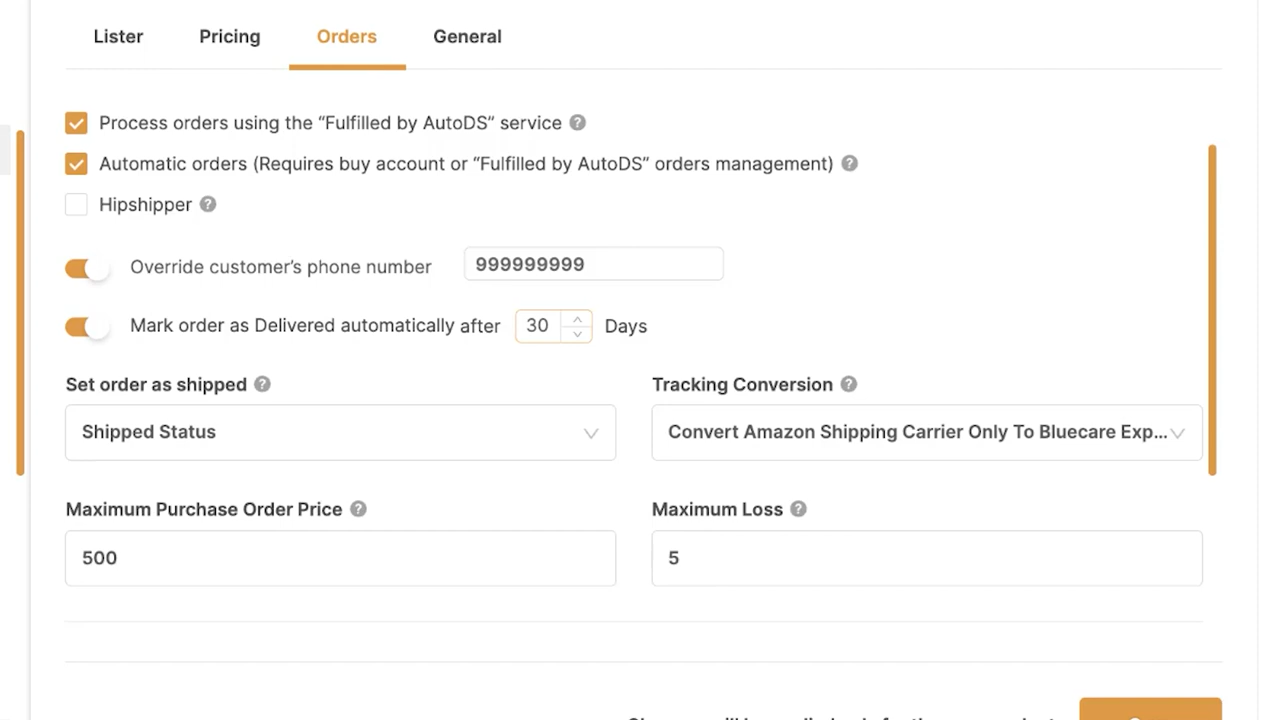 Lister Pricing Orders General
Process orders using the “Fulfilled by AutoDS” service ?
Automatic orders (Requires buy account or “Fulfilled by AutoDS” orders management) ?
Hipshipper ?
Override customer’s phone number 999999999
Mark order as Delivered automatically after 30 Days
Set order as shipped ?
Shipped Status
Tracking Conversion ?
Convert Amazon Shipping Carrier Only To Bluecare Exp...
Maximum Purchase Order Price ?
500
Maximum Loss ?
5